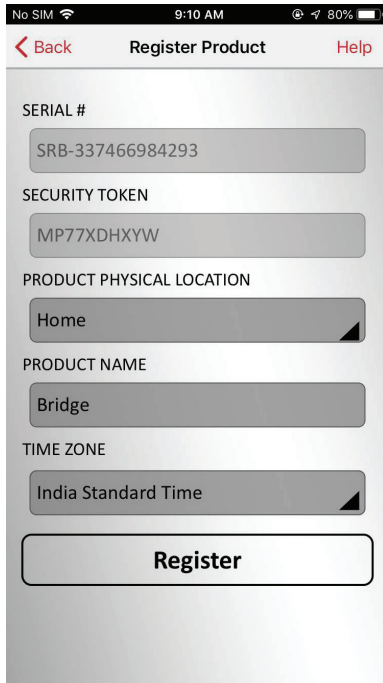 No SIM 9:10 AM 80%
Back Register Product Help
SERIAL #
SRB-337466984293
SECURITY TOKEN
MP77XDHXYW
PRODUCT PHYSICAL LOCATION
Home
PRODUCT NAME
Bridge
TIME ZONE
India Standard Time
Register